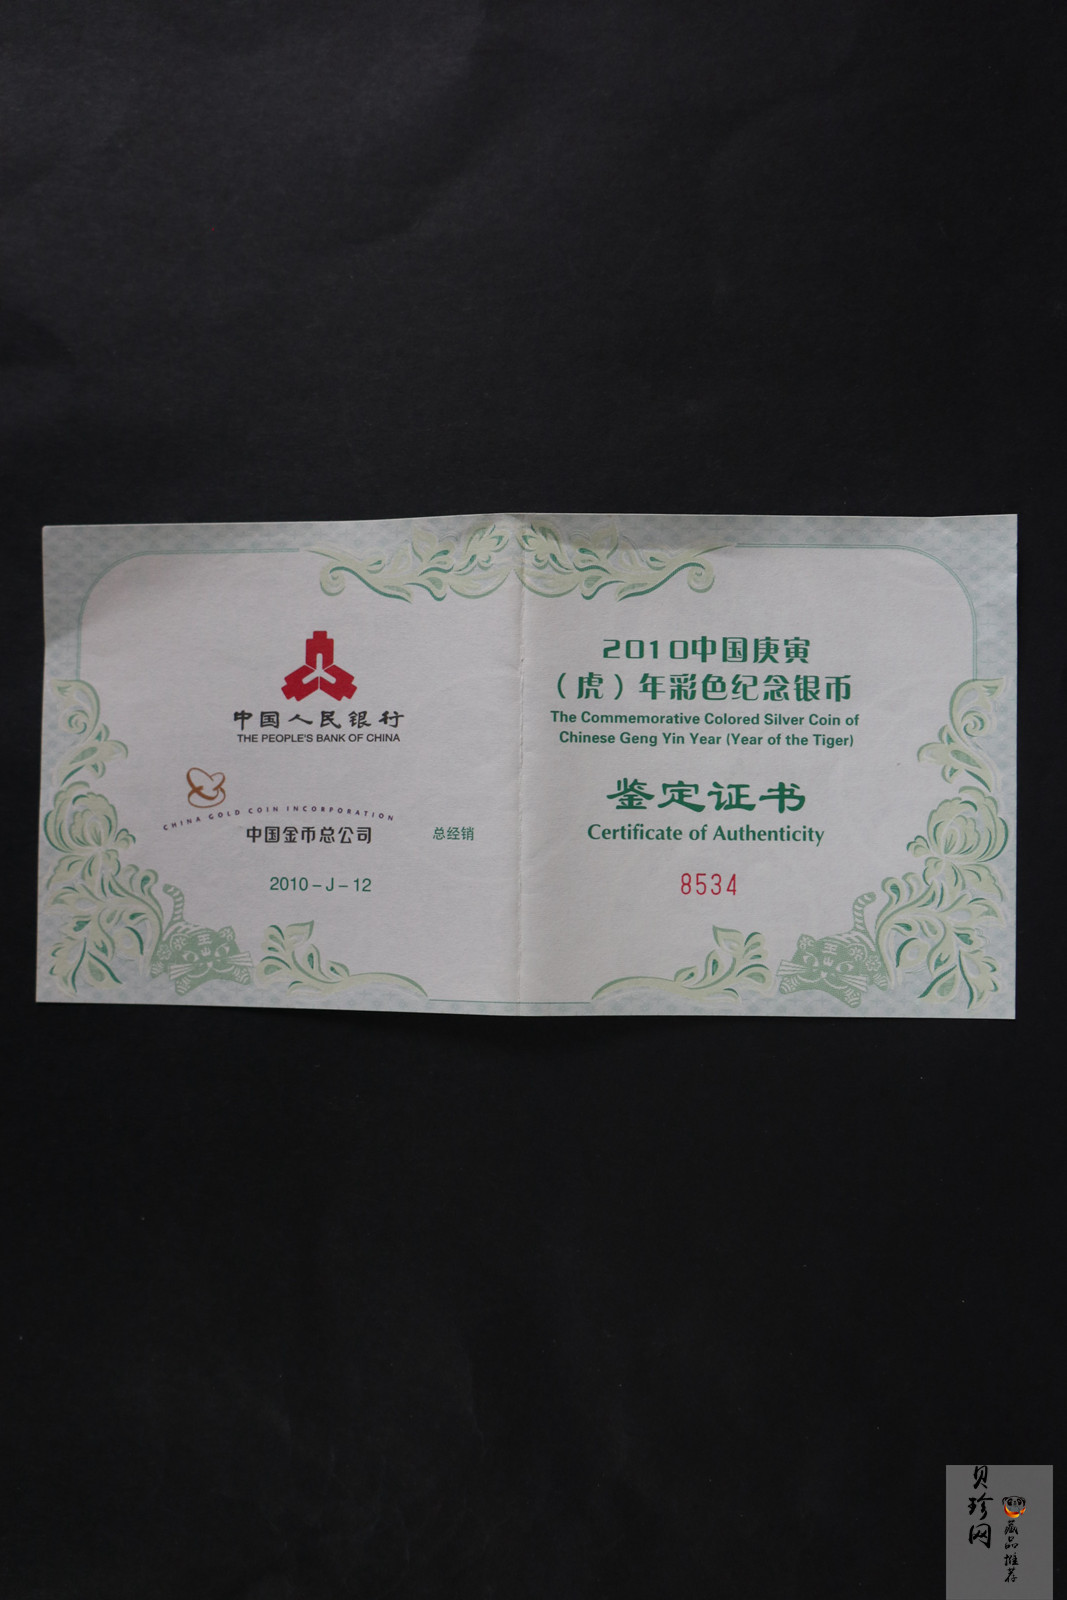 中国人民银行
THE PEOPLE'S BANK OF CHINA
CHINA GOLD COIN INCORPORATION
中国金币总公司
总经销
2010–J–12
2010中国庚寅
（虎）年彩色纪念银币
The Commemorative Colored Silver Coin of
Chinese Geng Yin Year (Year of the Tiger)
鉴定证书
Certificate of Authenticity
8534
王
王
贝珍网
藏品推荐